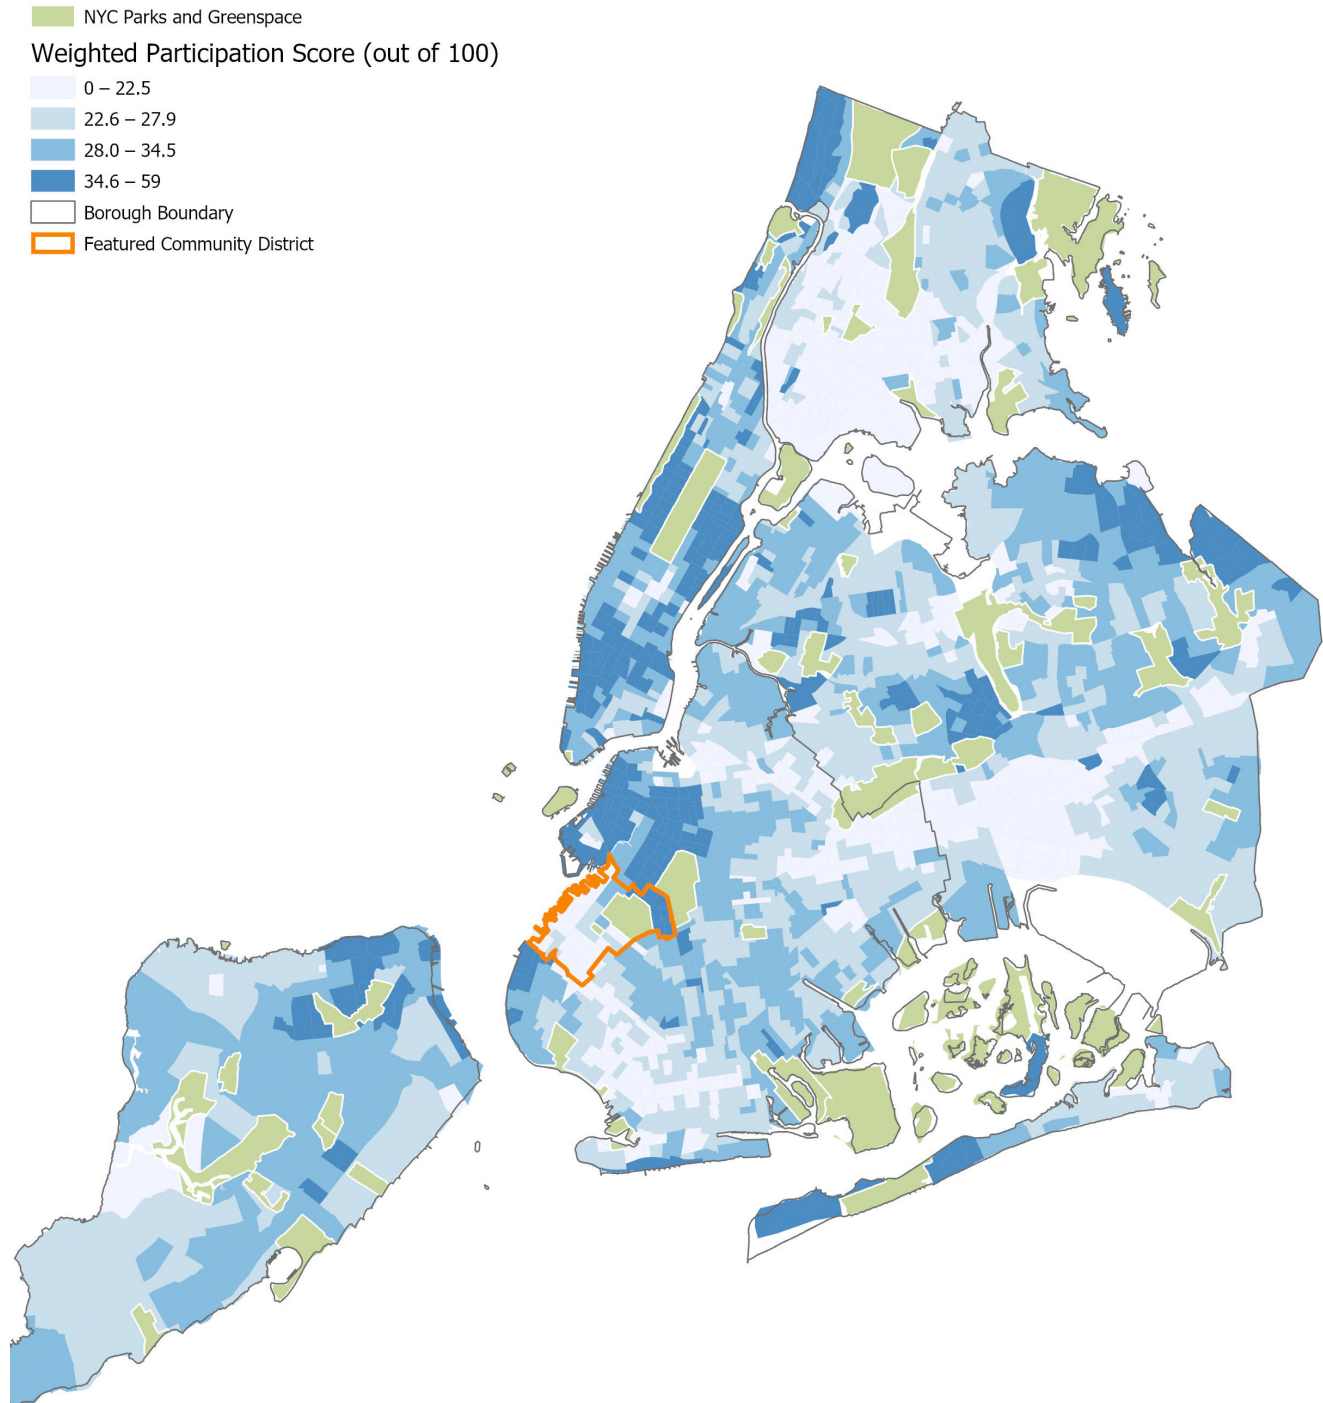 NYC Parks and Greenspace
Weighted Participation Score (out of 100)
0 – 22.5
22.6 – 27.9
28.0 – 34.5
34.6 – 59
Borough Boundary
Featured Community District